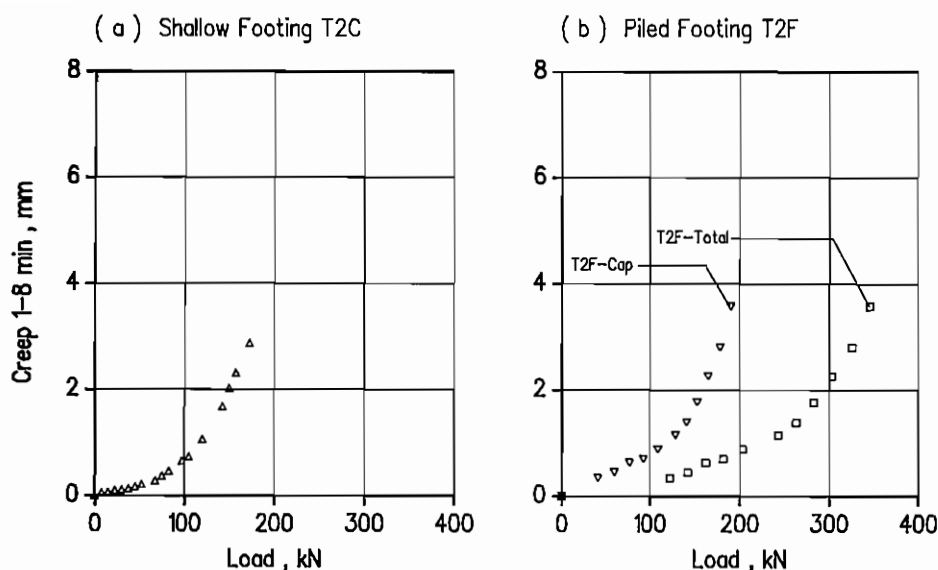 ( a ) Shallow Footing T2C
( b ) Piled Footing T2F
8
6
4
2
0
Creep 1-8 min , mm
0 100 200 300 400
Load , kN
8
6
4
2
0
T2F-Total
T2F-Cap
0 100 200 300 400
Load , kN